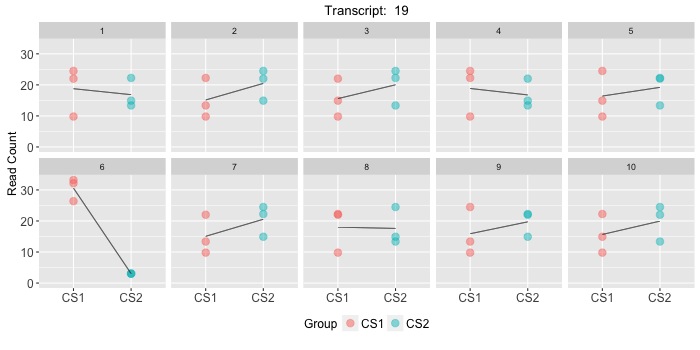 Transcript:  19
1 2 3 4 5
30
20
10
0
Read Count
6 7 8 9 10
30
20
10
0
CS1 CS2 CS1 CS2 CS1 CS2 CS1 CS2 CS1 CS2
Group CS1 CS2